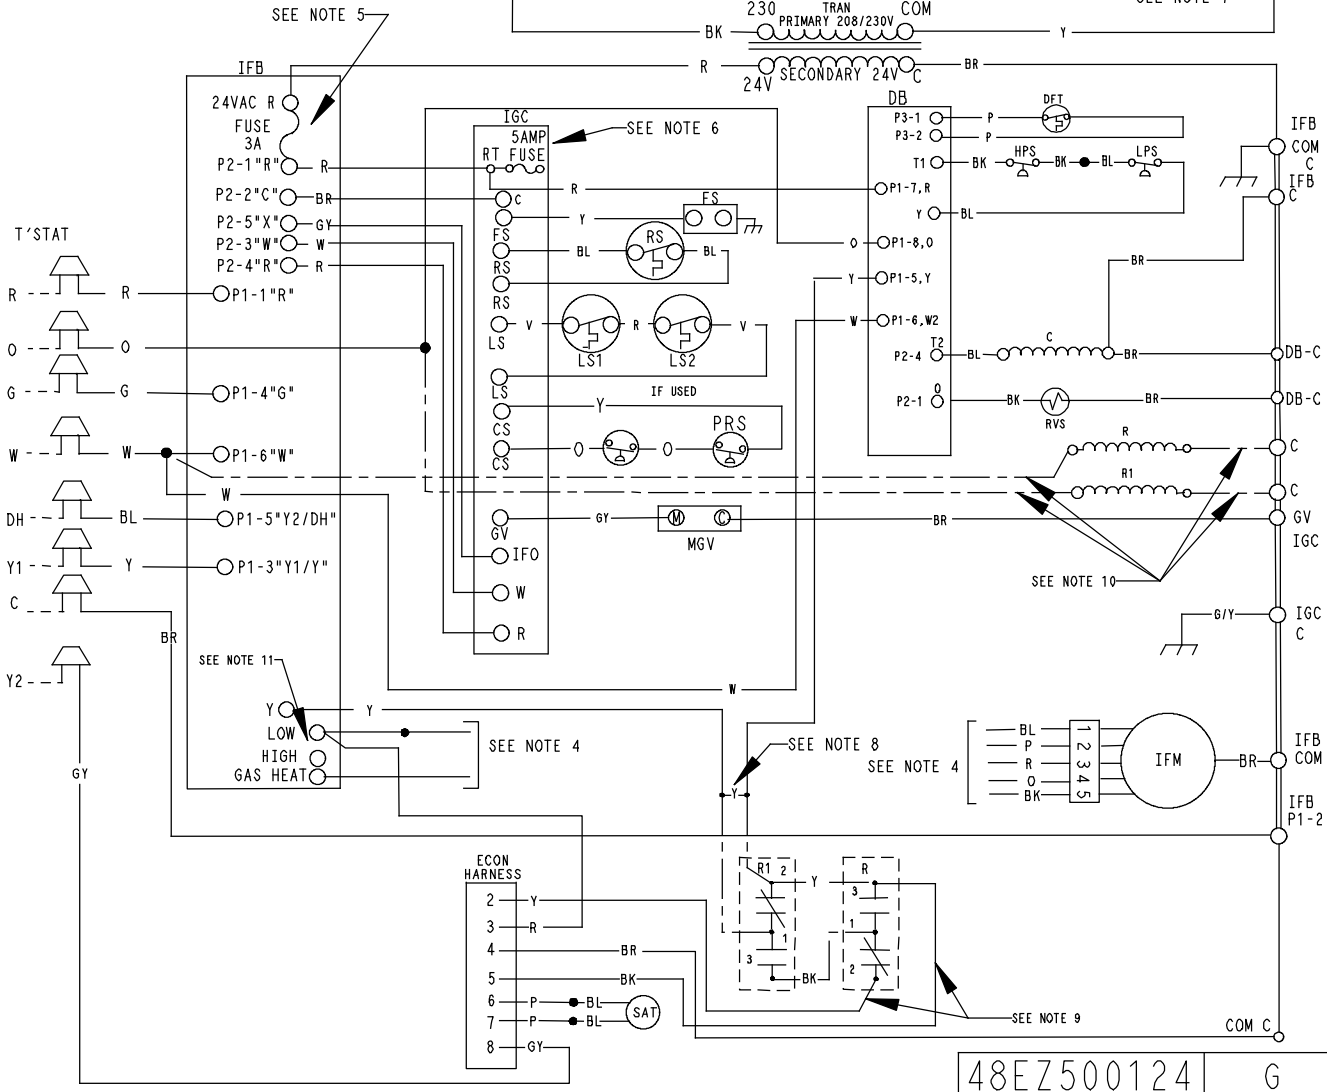 SEE NOTE 5
230
TRAN
COM
PRIMARY 208/230V
BK
Y
IFB
R
24V
SECONDARY 24V
C
BR
24VAC R
FUSE
3A
P2-1"R"
R
P2-2"C"
BR
P2-5"X"
GY
P2-3"W"
W
P2-4"R"
R
IGC
5AMP
RT FUSE
SEE NOTE 6
R
C
FS
Y
FS
RS
BL
RS
BL
RS
LS
V
LS1
R
LS2
V
LS
IF USED
CS
Y
CS
O
O
PRS
GV
GY
M
C
MGV
BR
IFO
W
R
DB
P3-1
P
DFT
P3-2
P
T1
BK
HPS
BK
BL
LPS
P1-7,R
Y
BL
O
P1-8,O
Y
P1-5,Y
W
P1-6,W2
T2
P2-4
BL
C
BR
BR
O
P2-1
BK
RVS
BR
R
R1
IFB
COM
C
IFB
C
DB-C
DB-C
C
C
GV
IGC
SEE NOTE 10
G/Y
IGC
C
T'STAT
R
R
P1-1"R"
O
O
G
G
P1-4"G"
W
W
P1-6"W"
W
DH
BL
P1-5"Y2/DH"
Y1
Y
P1-3"Y1/Y"
C
BR
Y2
SEE NOTE 11
W
Y
Y
LOW
HIGH
GAS HEAT
SEE NOTE 4
GY
SEE NOTE 8
Y
SEE NOTE 4
BL
P
R
O
BK
1
2
3
4
5
IFM
BR
IFB
COM
IFB
P1-2
ECON
HARNESS
2
Y
3
R
4
BR
5
BK
6
P
BL
7
P
BL
SAT
8
GY
R1
2
1
3
Y
BK
R
3
1
2
SEE NOTE 9
COM C
48EZ500124
G